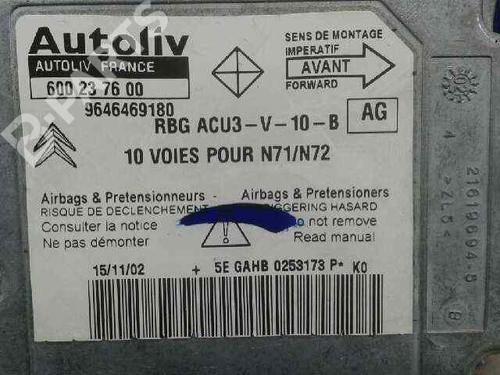 Autoliv
AUTOLIV FRANCE
600 23 76 00
9646469180
SENS DE MONTAGE
IMPERATIF
AVANT
FORWARD
AG
RBG ACU3-V-10-B
10 VOIES POUR N71/N72
Airbags & Pretensionneurs
RISQUE DE DECLENCHEMENT
Consulter la notice
Ne pas démonter
Airbags & Pretensioners
TRIGGERING HASARD
Do not remove
Read manual
15/11/02 + 5E GAHB 0253173 P* K0
B-PARTS